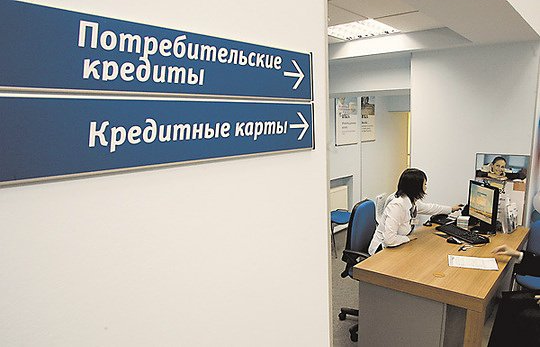 Потребительские
кредиты
Кредитные карты